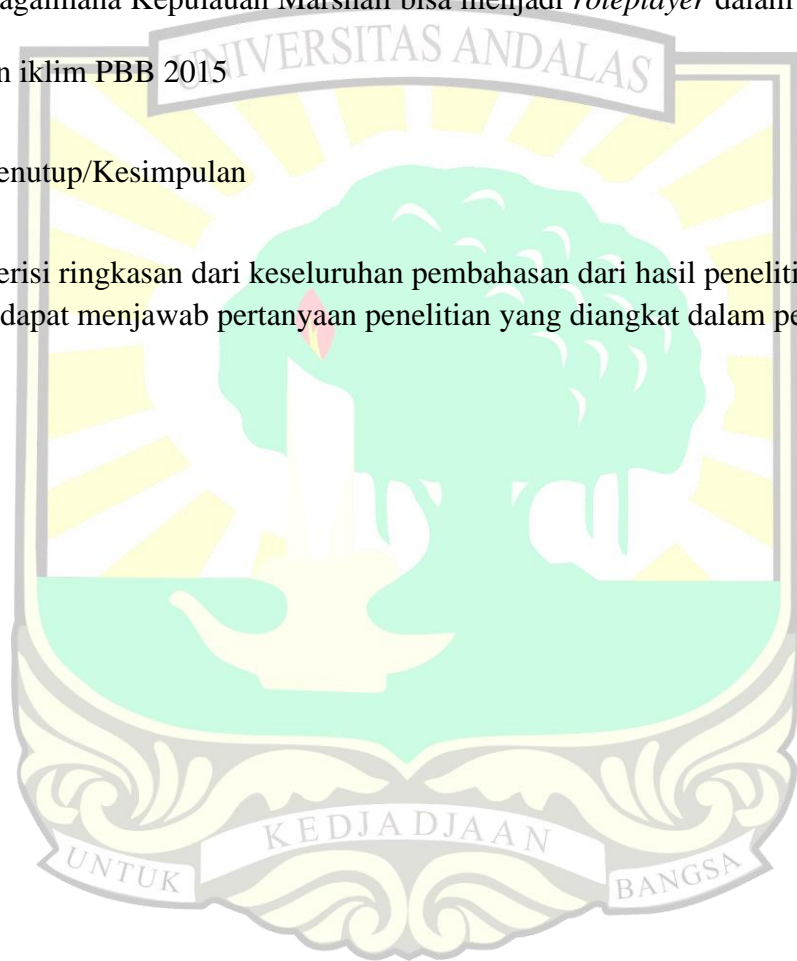 agaimana Kepulauan Marshall bisa menjadi roleplayer dalam
n iklim PBB 2015
enutup/Kesimpulan
erisi ringkasan dari keseluruhan pembahasan dari hasil peneliti
dapat menjawab pertanyaan penelitian yang diangkat dalam pe
UNIVERSITAS ANDALAS
UNTUK KEDJADJAAN BANGSA